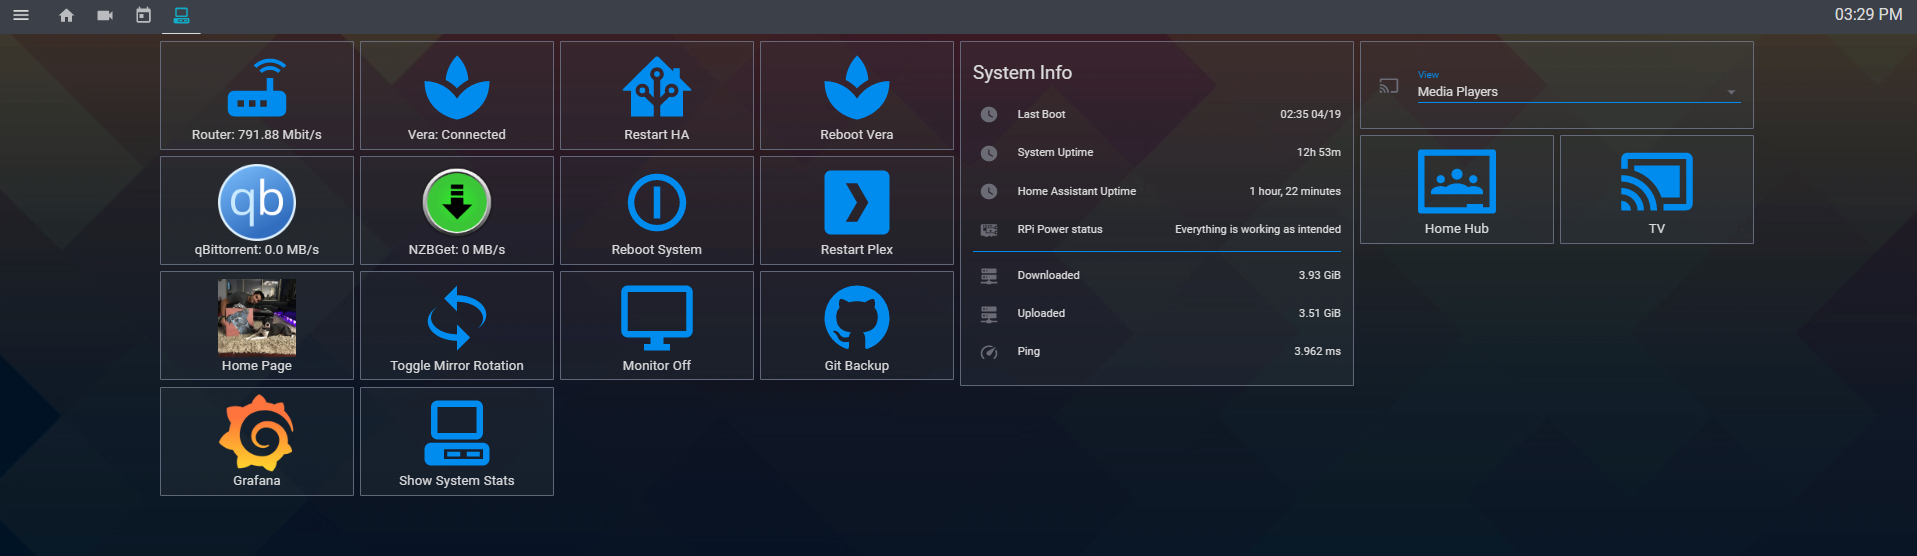 03:29 PM
Router: 791.88 Mbit/s
Vera: Connected
Restart HA
Reboot Vera
qb
qBittorrent: 0.0 MB/s
NZBGet: 0 MB/s
Reboot System
Restart Plex
Home Page
Toggle Mirror Rotation
Monitor Off
Git Backup
Grafana
Show System Stats
System Info
Last Boot 02:35 04/19
System Uptime 12h 53m
Home Assistant Uptime 1 hour, 22 minutes
RPi Power status Everything is working as intended
Downloaded 3.93 GiB
Uploaded 3.51 GiB
Ping 3.962 ms
View
Media Players
Home Hub
TV